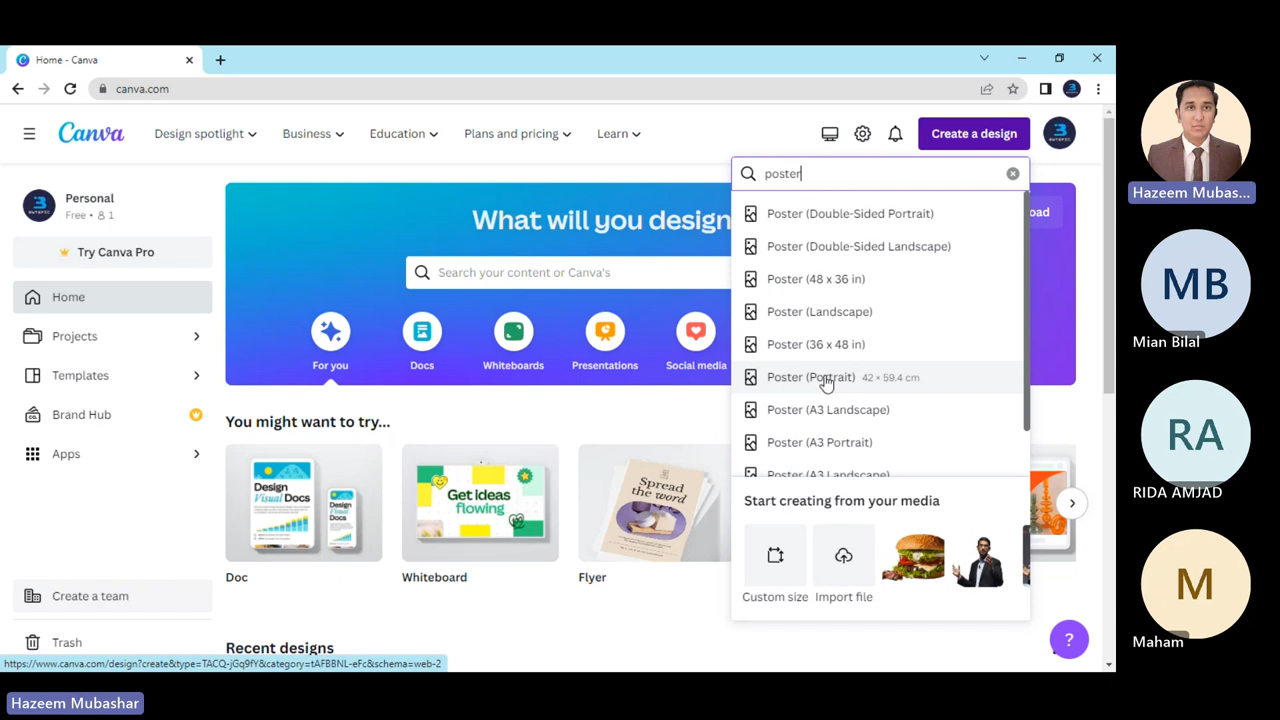 Home - Canva
canva.com
Canva
Design spotlight
Business
Education
Plans and pricing
Learn
Create a design
Personal
Free • 1
Try Canva Pro
Home
Projects
Templates
Brand Hub
Apps
Create a team
Trash
What will you design
Search your content or Canva's
For you
Docs
Whiteboards
Presentations
Social media
You might want to try...
Design
Visual Docs
Get ideas
flowing
Spread
the word
Doc
Whiteboard
Flyer
Recent designs
poster
oad
Poster (Double-Sided Portrait)
Poster (Double-Sided Landscape)
Poster (48 x 36 in)
Poster (Landscape)
Poster (36 x 48 in)
Poster (Portrait) 42 × 59.4 cm
Poster (A3 Landscape)
Poster (A3 Portrait)
Poster (A3 Landscape)
Start creating from your media
Custom size
Import file
?
https://www.canva.com/design?create&type=TACQ-jGq9fY&category=tAFBBNL-eFc&schema=web-2
Hazeem Mubashar
Hazeem Mubas...
MB
Mian Bilal
RA
RIDA AMJAD
M
Maham